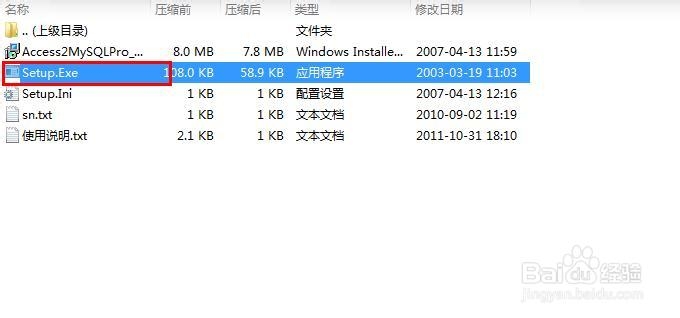 名称 压缩前 压缩后 类型 修改日期
.. (上级目录) 文件夹
Access2MySQLPro_... 8.0 MB 7.8 MB Windows Installe... 2007-04-13 11:59
Setup.Exe 108.0 KB 58.9 KB 应用程序 2003-03-19 11:03
Setup.Ini 1 KB 1 KB 配置设置 2007-04-13 12:16
sn.txt 1 KB 1 KB 文本文档 2010-09-02 11:19
使用说明.txt 2.1 KB 1 KB 文本文档 2011-10-31 18:10
Baidu 经验
jingyan.baidu.com